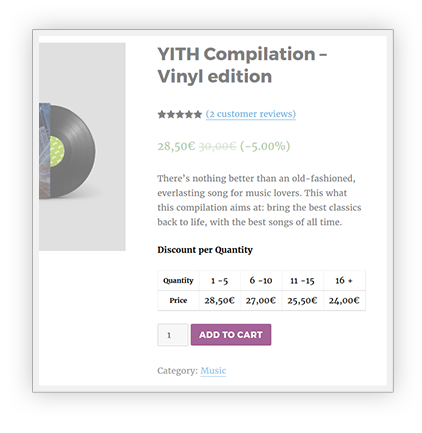 YITH Compilation –
Vinyl edition
(2 customer reviews)
28,50€ 30,00€ (-5.00%)
There's nothing better than an old-fashioned,
everlasting song for music lovers. This what
this compilation aims at: bring the best classics
back to life, with the best songs of all time.
Discount per Quantity
Quantity 1 -5 6 -10 11 -15 16 +
Price 28,50€ 27,00€ 25,50€ 24,00€
1 ADD TO CART
Category: Music